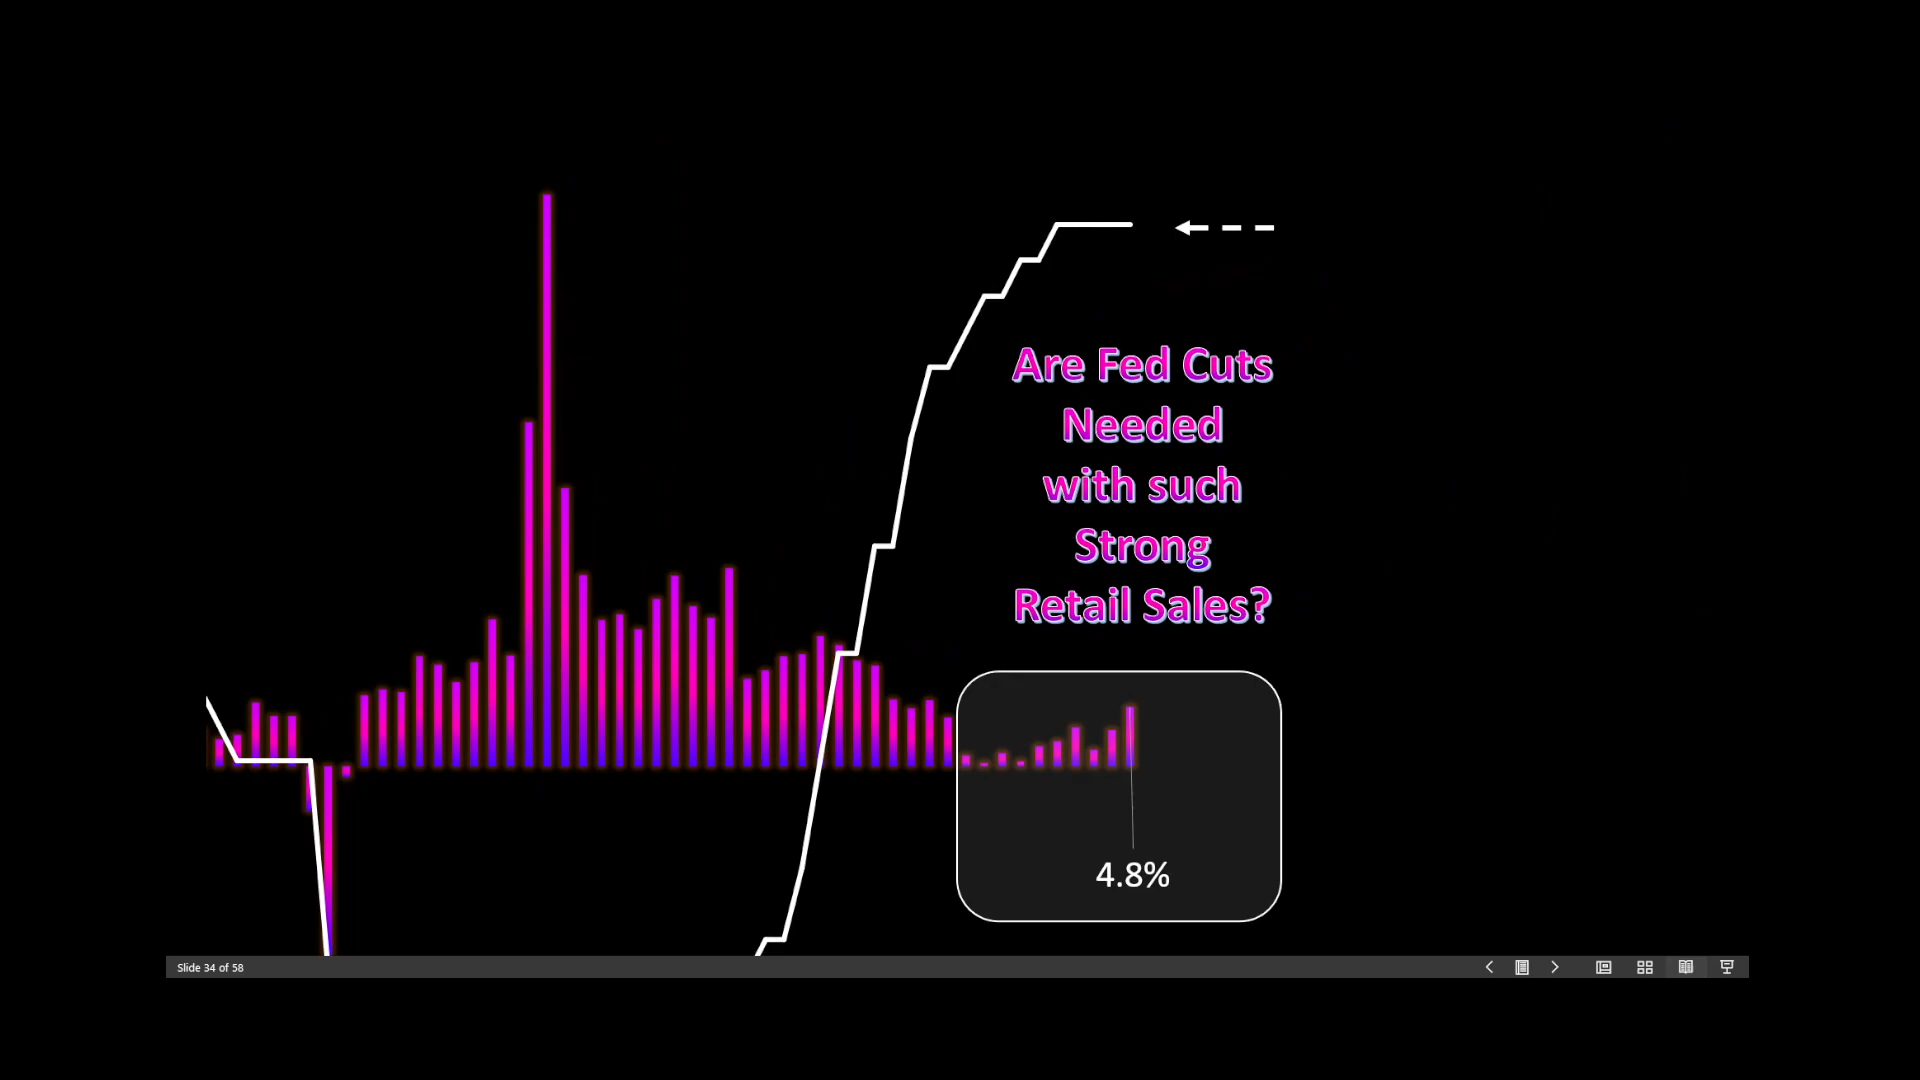 Are Fed Cuts
Needed
with such
Strong
Retail Sales?
4.8%
Slide 34 of 58